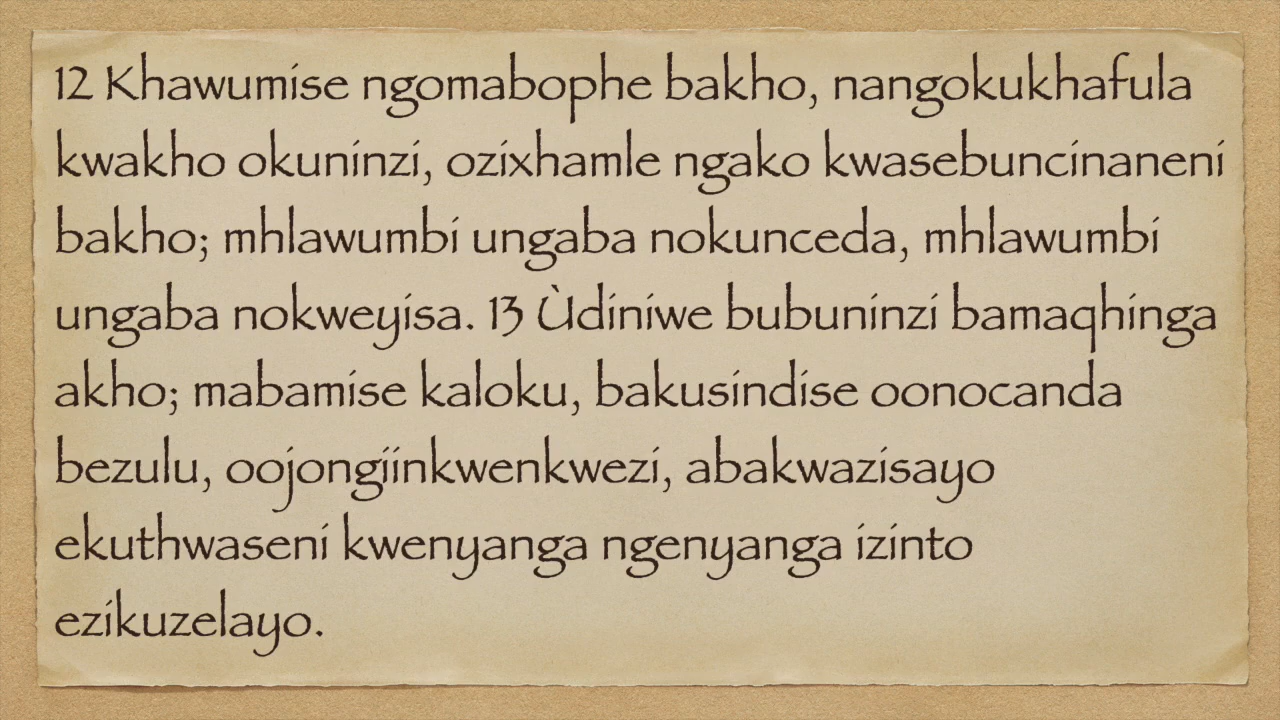 12 Khawumise ngomabophe bakho, nangokukhafula
kwakho okuninzi, ozixhamle ngako kwasebuncinaneni
bakho; mhlawumbi ungaba nokunceda, mhlawumbi
ungaba nokweyisa. 13 Ùdiniwe bubuninzi bamaqhinga
akho; mabamise kaloku, bakusindise oonocanda
bezulu, oojongiinkwenkwezi, abakwazisayo
ekuthwaseni kwenyanga ngenyanga izinto
ezikuzelayo.